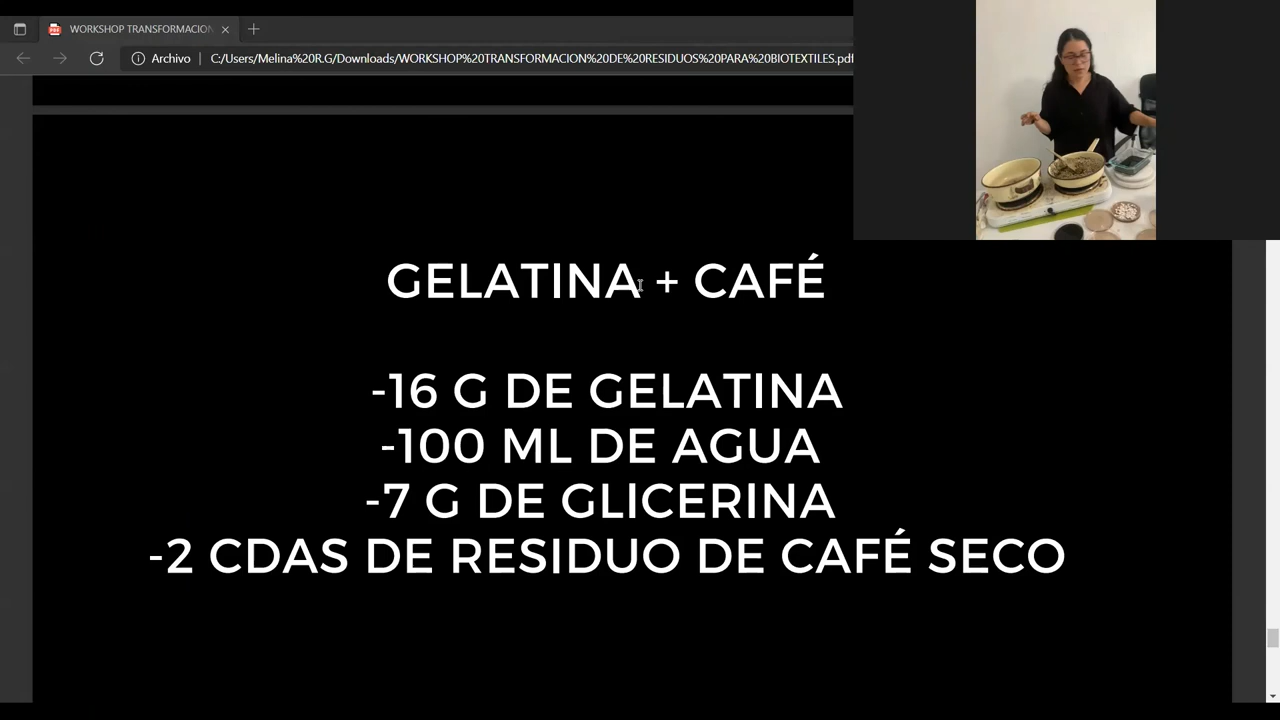 WORKSHOP TRANSFORMACION
Archivo
C:/Users/Melina%20R.G/Downloads/WORKSHOP%20TRANSFORMACION%20DE%20RESIDUOS%20PARA%20BIOTEXTILES.pdf
GELATINA + CAFÉ
-16 G DE GELATINA
-100 ML DE AGUA
-7 G DE GLICERINA
-2 CDAS DE RESIDUO DE CAFÉ SECO